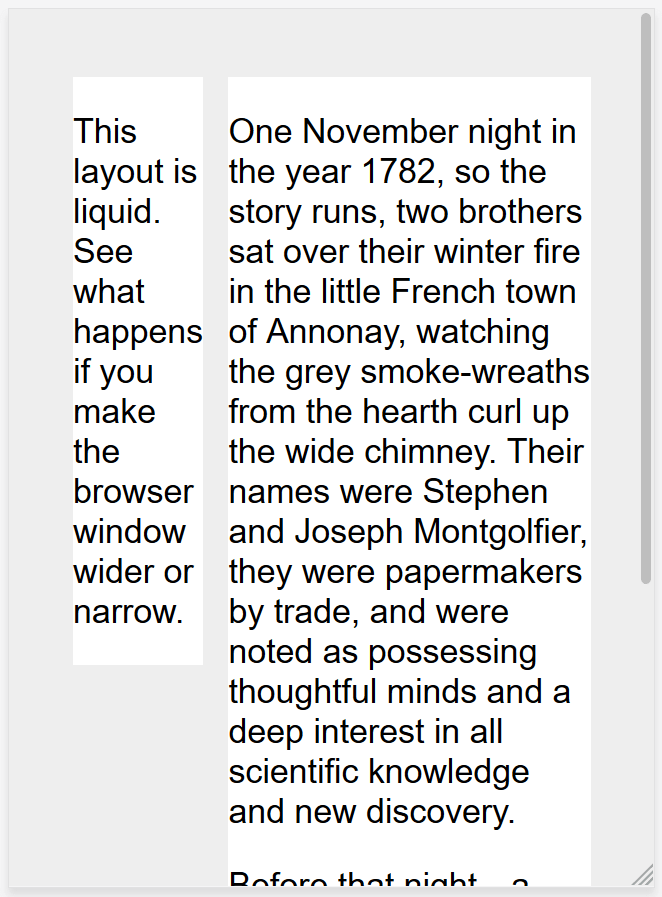 This
layout is
liquid.
See
what
happens
if you
make
the
browser
window
wider or
narrow.
One November night in
the year 1782, so the
story runs, two brothers
sat over their winter fire
in the little French town
of Annonay, watching
the grey smoke-wreaths
from the hearth curl up
the wide chimney. Their
names were Stephen
and Joseph Montgolfier,
they were papermakers
by trade, and were
noted as possessing
thoughtful minds and a
deep interest in all
scientific knowledge
and new discovery.
Before that night—a